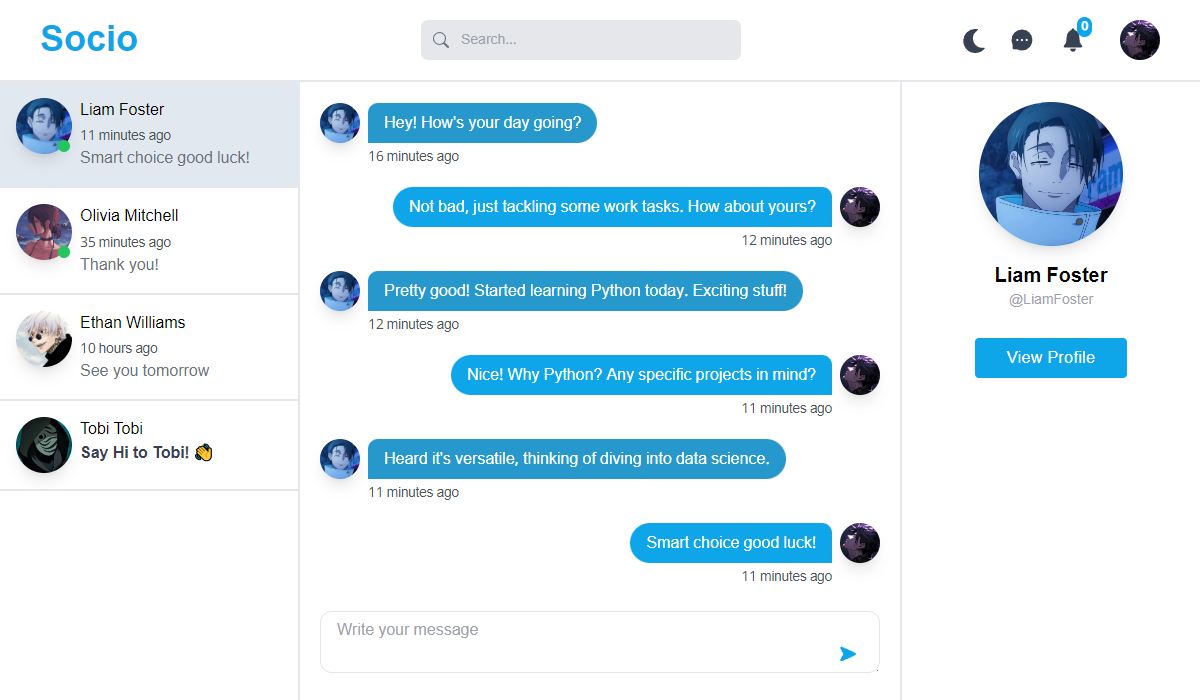 Socio
Search...
0
Liam Foster
11 minutes ago
Smart choice good luck!
Olivia Mitchell
35 minutes ago
Thank you!
Ethan Williams
10 hours ago
See you tomorrow
Tobi Tobi
Say Hi to Tobi! 👋
Hey! How's your day going?
16 minutes ago
Not bad, just tackling some work tasks. How about yours?
12 minutes ago
Pretty good! Started learning Python today. Exciting stuff!
12 minutes ago
Nice! Why Python? Any specific projects in mind?
11 minutes ago
Heard it's versatile, thinking of diving into data science.
11 minutes ago
Smart choice good luck!
11 minutes ago
Write your message
Liam Foster
@LiamFoster
View Profile